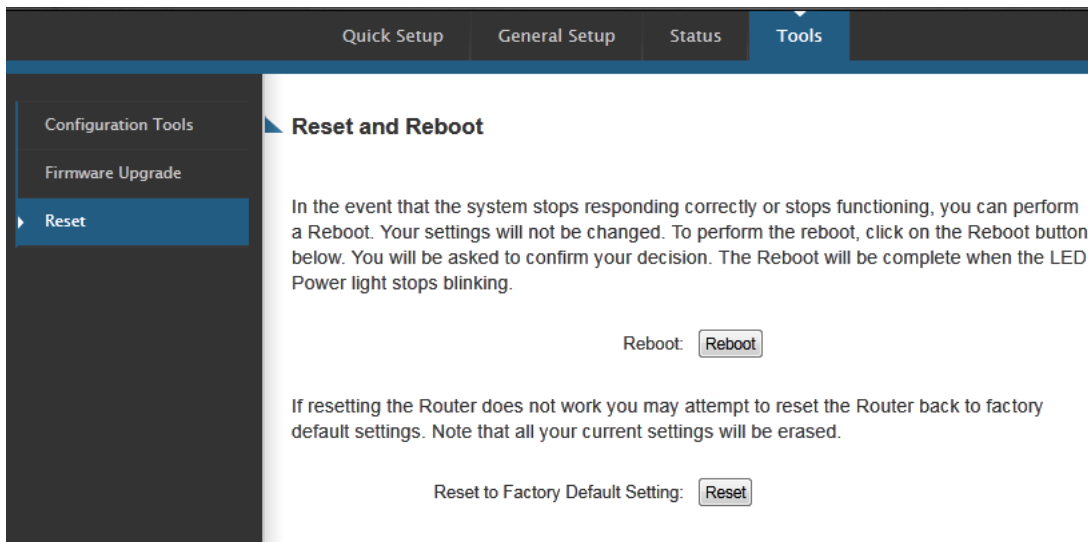 Quick Setup General Setup Status Tools
Configuration Tools
Firmware Upgrade
Reset
Reset and Reboot
In the event that the system stops responding correctly or stops functioning, you can perform
a Reboot. Your settings will not be changed. To perform the reboot, click on the Reboot button
below. You will be asked to confirm your decision. The Reboot will be complete when the LED
Power light stops blinking.
Reboot: Reboot
If resetting the Router does not work you may attempt to reset the Router back to factory
default settings. Note that all your current settings will be erased.
Reset to Factory Default Setting: Reset